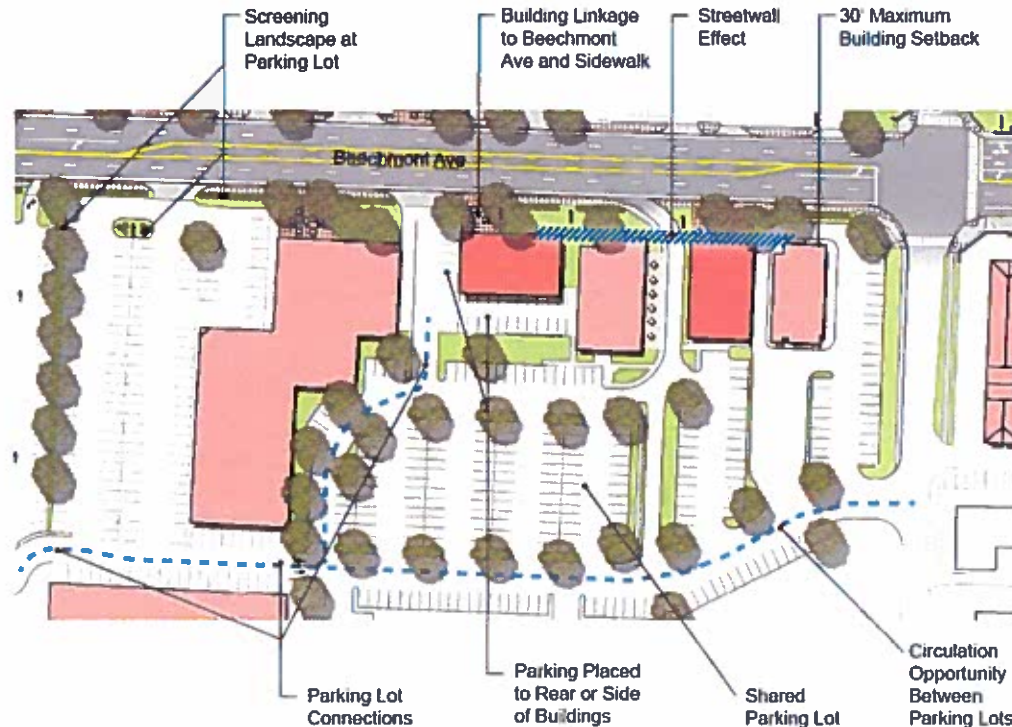 Screening
Landscape at
Parking Lot
Building Linkage
to Beechmont
Ave and Sidewalk
Streetwall
Effect
30' Maximum
Building Setback
Beechmont Ave
Parking Lot
Connections
Parking Placed
to Rear or Side
of Buildings
Shared
Parking Lot
Circulation
Opportunity
Between
Parking Lots